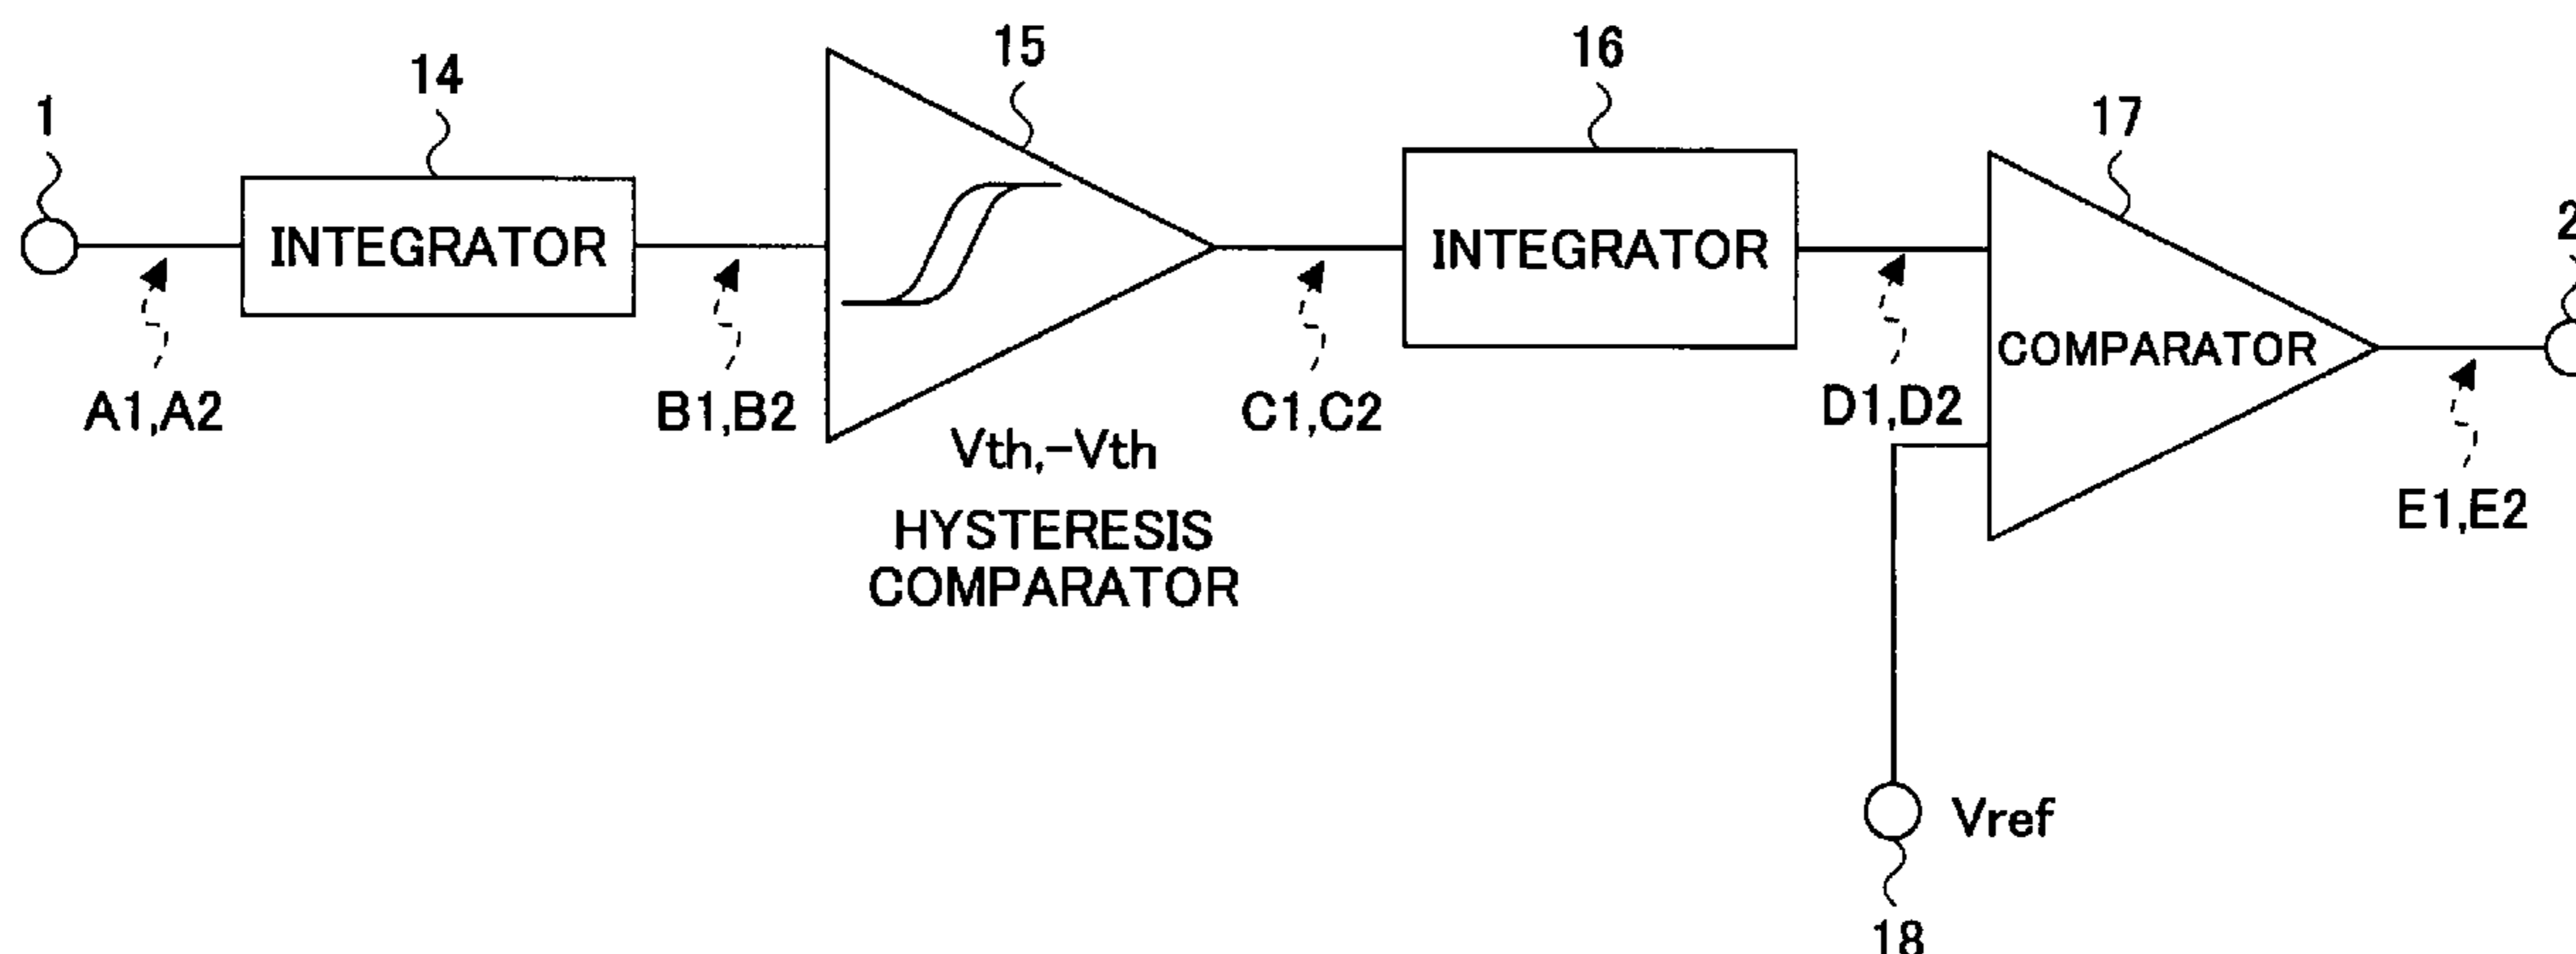 1
14
15
16
17
2
INTEGRATOR
INTEGRATOR
COMPARATOR
A1,A2
B1,B2
C1,C2
D1,D2
E1,E2
Vth,-Vth
HYSTERESIS
COMPARATOR
Vref
18